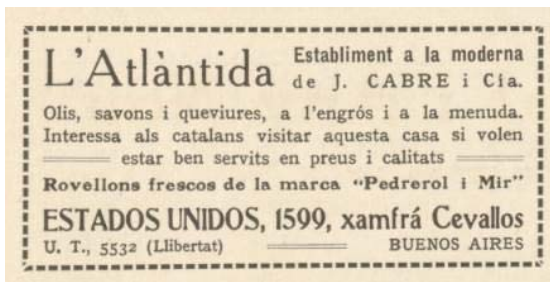 L'Atlàntida
Establiment a la moderna
de J. CABRE i Cia.
Olis, savons i queviures, a l'engrós i a la menuda.
Interessa als catalans visitar aquesta casa si volen
estar ben servits en preus i calitats
Rovellons frescos de la marca "Pedrerol i Mir"
ESTADOS UNIDOS, 1599, xamfrá Cevallos
U. T., 5532 (Llibertat) BUENOS AIRES